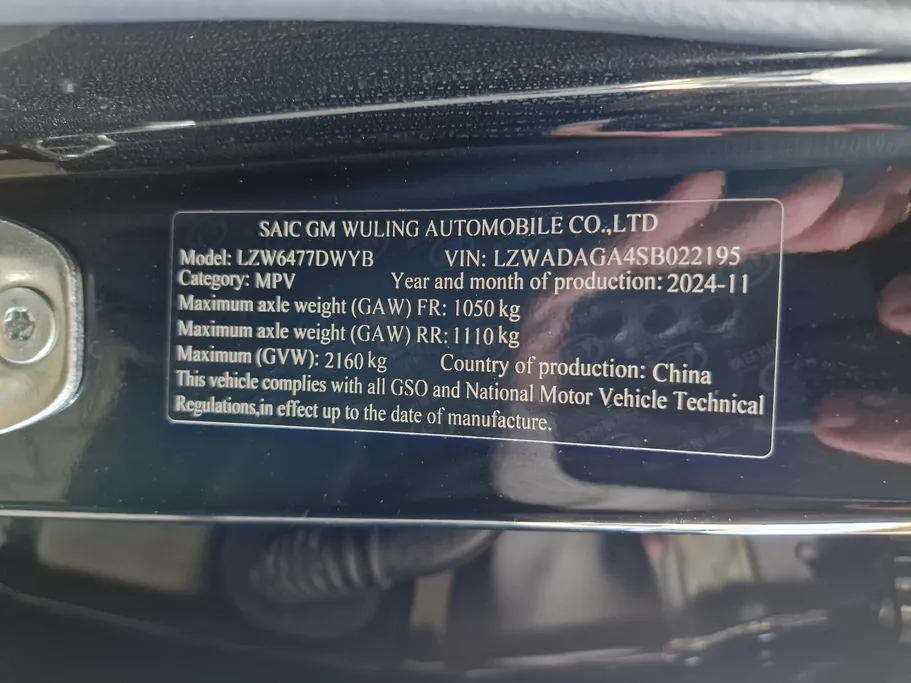 SAIC GM WULING AUTOMOBILE CO.,LTD
Model: LZW6477DWYB VIN: LZWADAGA4SB022195
Category: MPV Year and month of production: 2024-11
Maximum axle weight (GAW) FR: 1050 kg
Maximum axle weight (GAW) RR: 1110 kg
Maximum (GVW): 2160 kg Country of production: China
This vehicle complies with all GSO and National Motor Vehicle Technical
Regulations,in effect up to the date of manufacture.